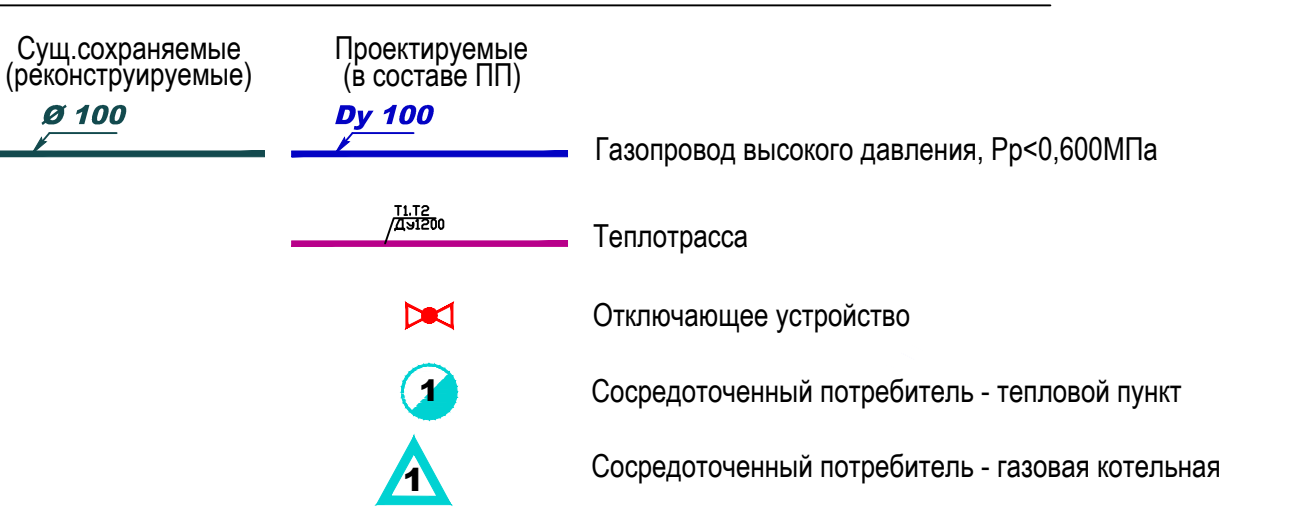 Сущ.сохраняемые
(реконструируемые)
Проектируемые
(в составе ПП)
Ø 100
Dy 100
Газопровод высокого давления, Pp<0,600МПа
Т1.Т2
Ду1200
Теплотрасса
Отключающее устройство
1
Сосредоточенный потребитель - тепловой пункт
1
Сосредоточенный потребитель - газовая котельная